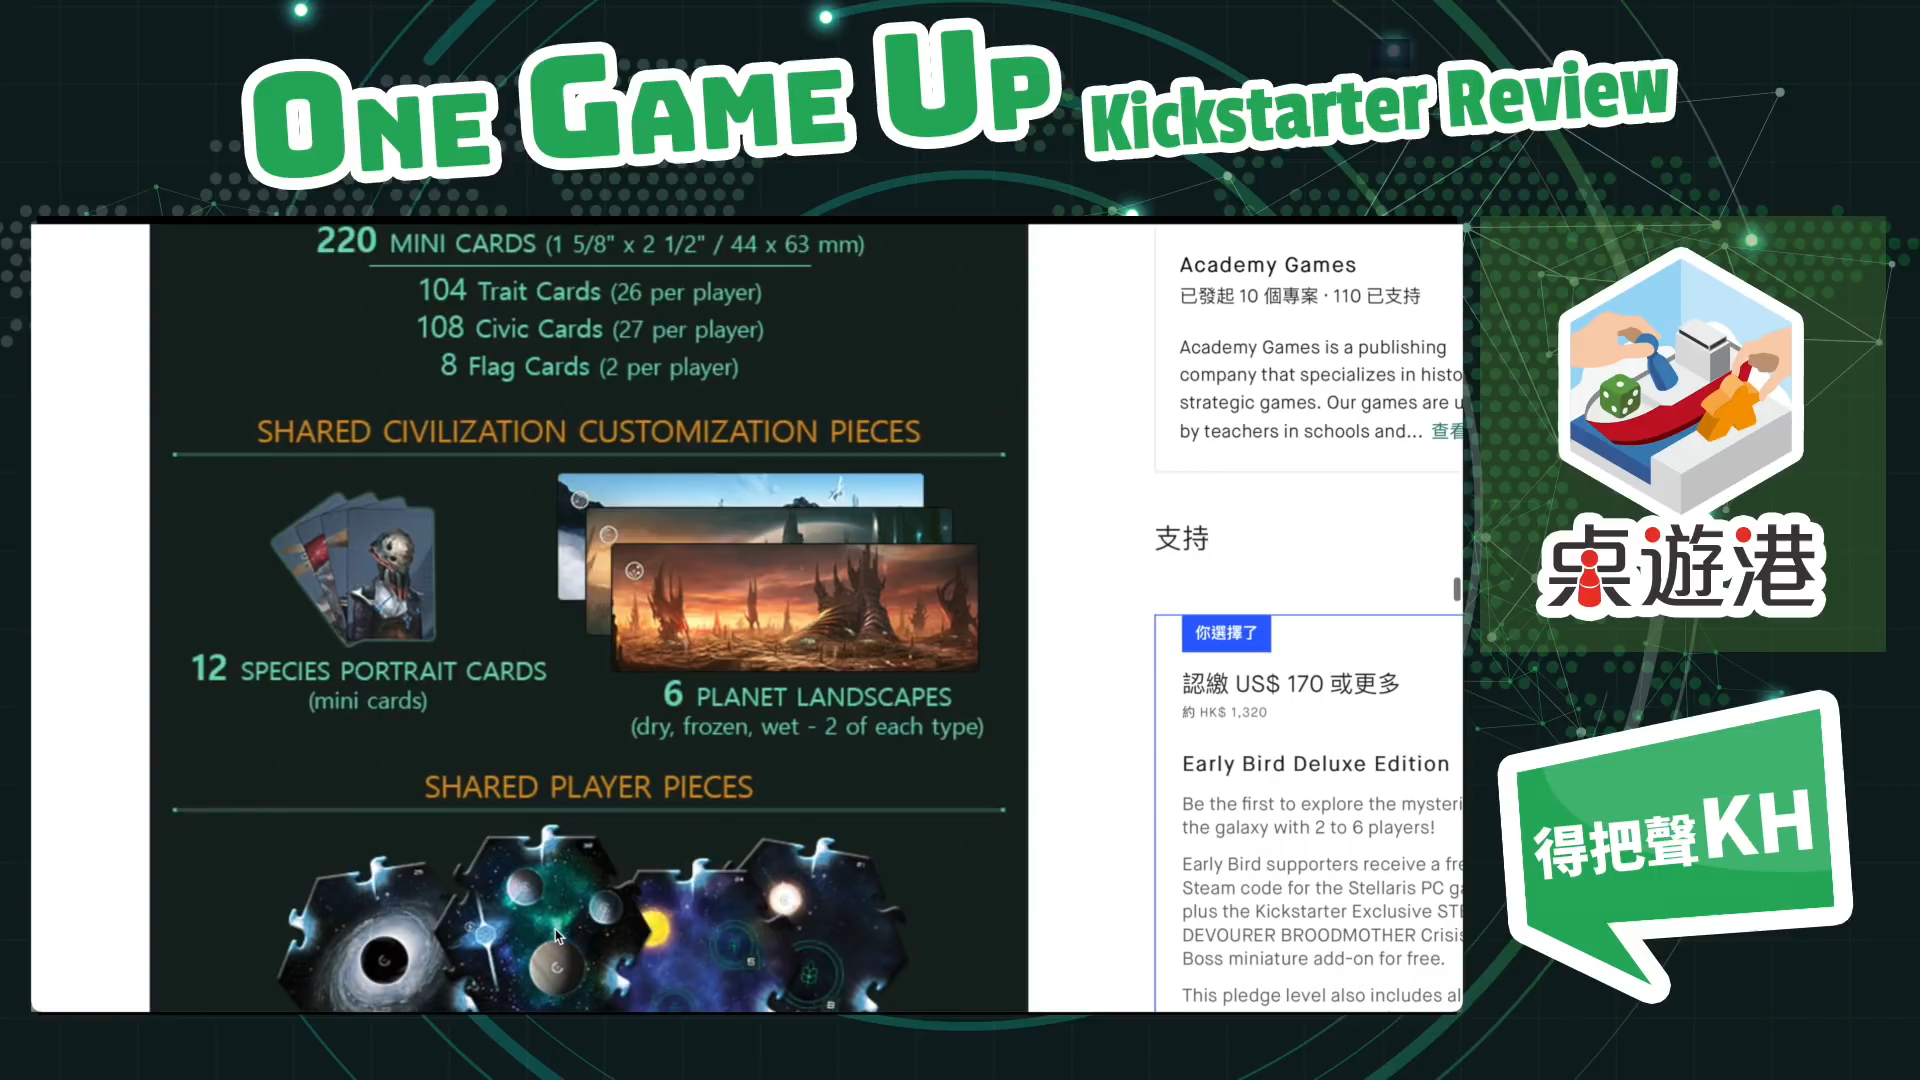 ONE GAME UP Kickstarter Review
220 MINI CARDS (1 5/8" x 2 1/2" / 44 x 63 mm)
104 Trait Cards (26 per player)
108 Civic Cards (27 per player)
8 Flag Cards (2 per player)
SHARED CIVILIZATION CUSTOMIZATION PIECES
12 SPECIES PORTRAIT CARDS
(mini cards)
6 PLANET LANDSCAPES
(dry, frozen, wet - 2 of each type)
SHARED PLAYER PIECES
Academy Games
已發起 10 個專案 · 110 已支持
Academy Games is a publishing
company that specializes in histo
strategic games. Our games are u
by teachers in schools and... 查看
支持
你選擇了
認繳 US$ 170 或更多
約 HK$ 1,320
Early Bird Deluxe Edition
Be the first to explore the mysteri
the galaxy with 2 to 6 players!
Early Bird supporters receive a fre
Steam code for the Stellaris PC ga
plus the Kickstarter Exclusive STE
DEVOURER BROODMOTHER Crisis
Boss miniature add-on for free.
This pledge level also includes al
桌遊港
得把聲KH